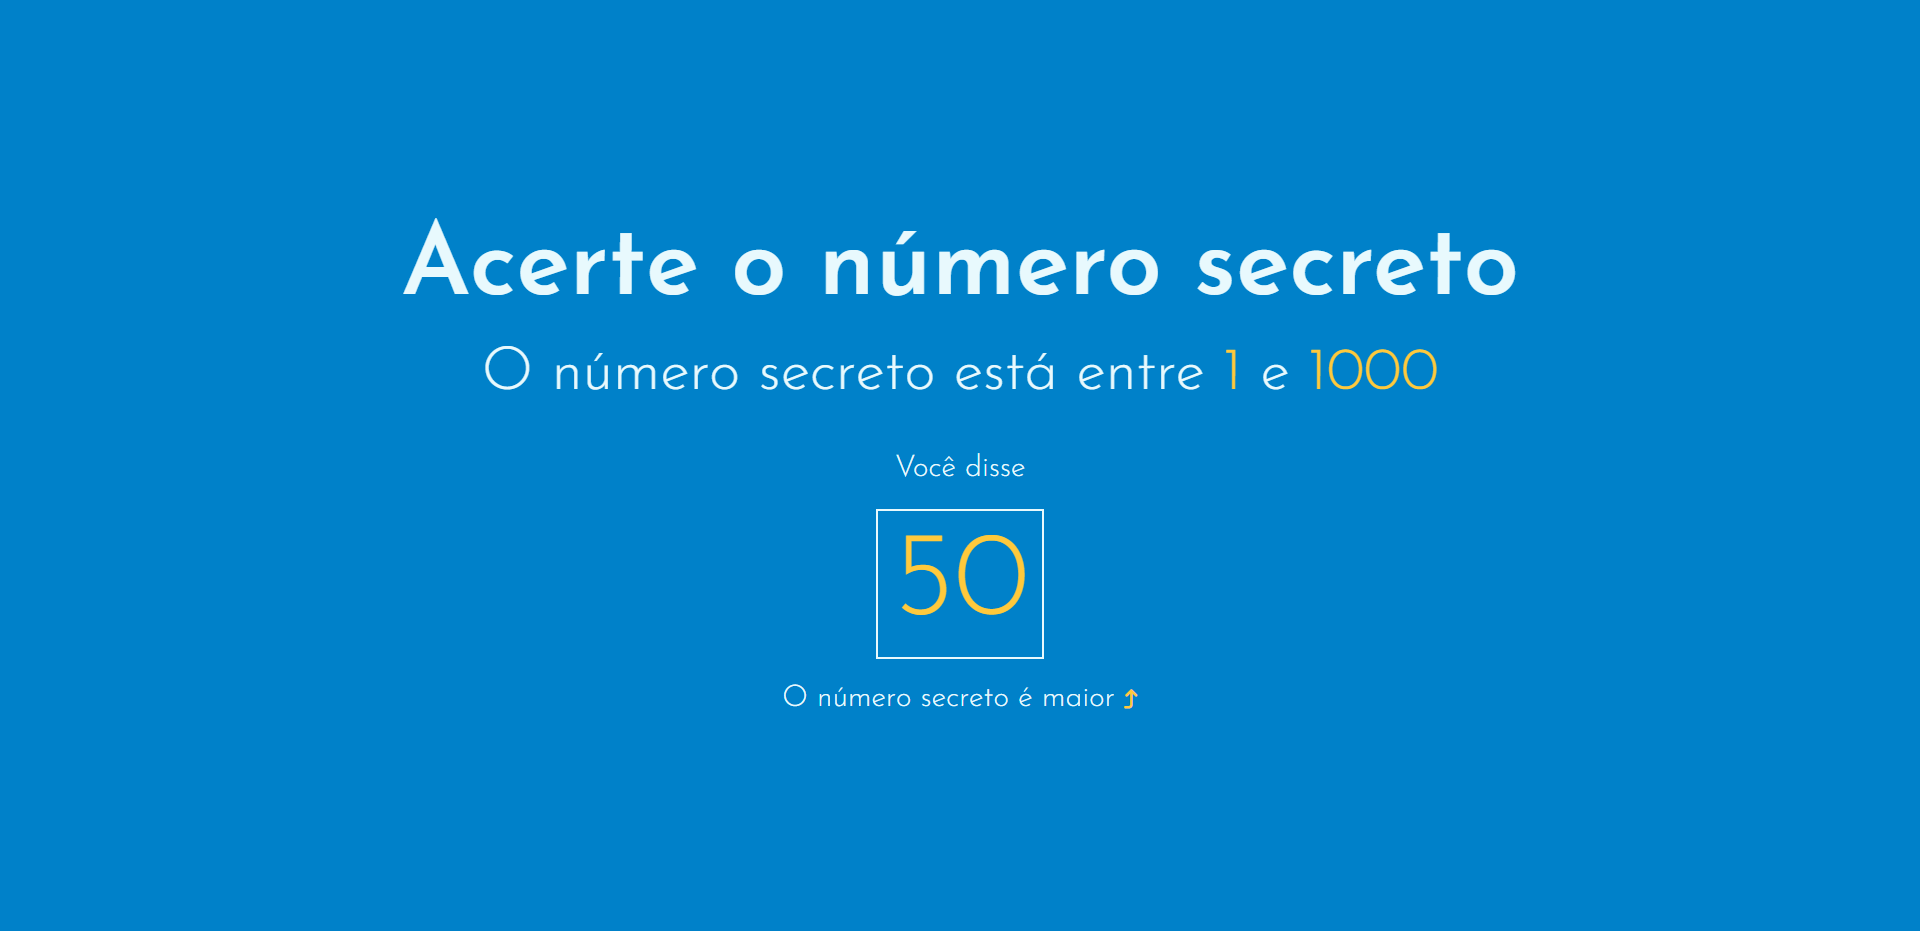 Acerte o número secreto
O número secreto está entre 1 e 1000
Você disse
50
O número secreto é maior